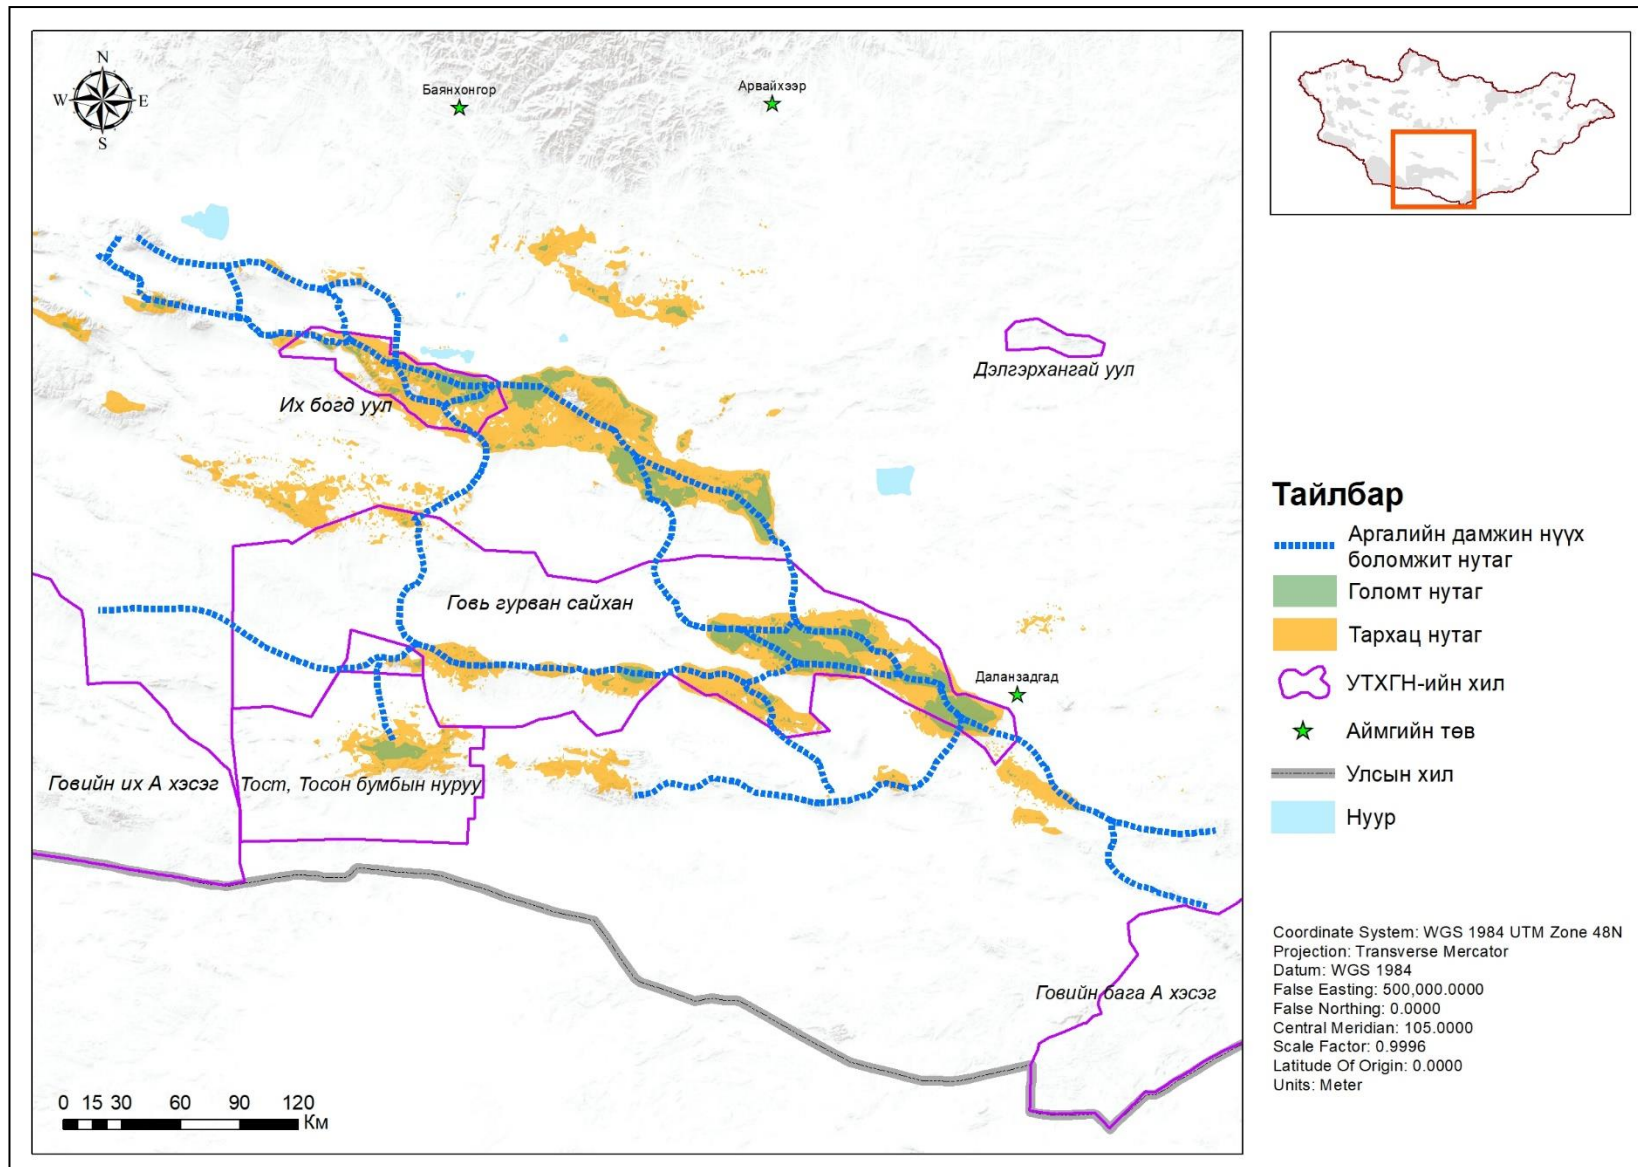 N
W E
S
Баянхонгор
Арвайхээр
Дэлгэрхангай уул
Их богд уул
Говь гурван сайхан
Даланзадгад
Говийн их А хэсэг
Тост, Тосон бумбын нуруу
Говийн бага А хэсэг
0 15 30 60 90 120
Км
Тайлбар
Аргалийн дамжин нүүх
боломжит нутаг
Голомт нутаг
Тархац нутаг
УТХГН-ийн хил
Аймгийн төв
Улсын хил
Нуур
Coordinate System: WGS 1984 UTM Zone 48N
Projection: Transverse Mercator
Datum: WGS 1984
False Easting: 500,000.0000
False Northing: 0.0000
Central Meridian: 105.0000
Scale Factor: 0.9996
Latitude Of Origin: 0.0000
Units: Meter